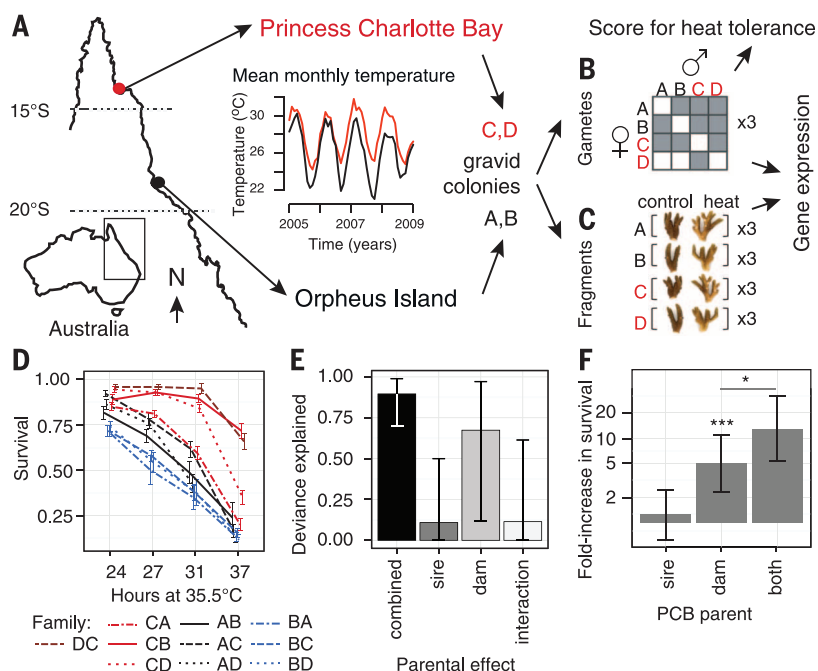 A
Princess Charlotte Bay
15°S
20°S
N
Australia
Orpheus Island
Mean monthly temperature
Temperature (°C)
30
26
22
2005 2007 2009
Time (years)
C,D
gravid
colonies
A,B
Score for heat tolerance
B
Gametes
♂
A B C D
♀
A
B
C
D
x3
C
Fragments
control heat
A x3
B x3
C x3
D x3
Gene expression
D
Survival
1.00
0.75
0.50
0.25
24 27 31 37
Hours at 35.5°C
Family:
DC
CA
CB
CD
AB
AC
AD
BA
BC
BD
E
Deviance explained
1.00
0.75
0.50
0.25
0.00
combined
sire
dam
interaction
Parental effect
F
Fold-increase in survival
20
10
5
2
***
*
sire
dam
both
PCB parent